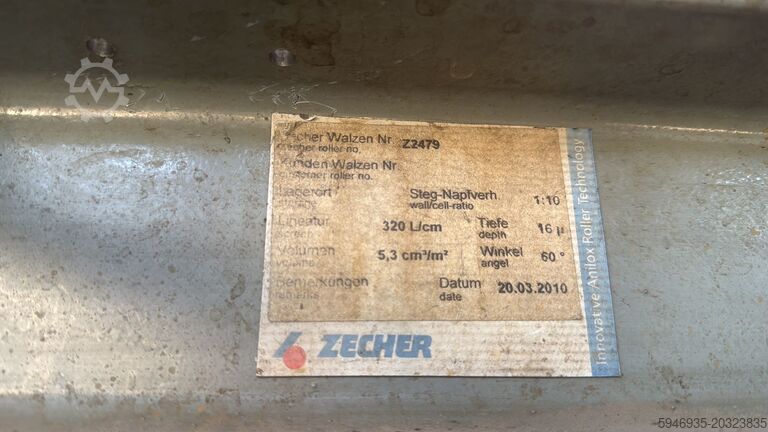 Zecher Walzen Nr. Z2479
zecher roller no.
Kunden Walzen Nr.
customer roller no.
Lagerort Steg-Napfverh. 1:10
storage wall/cell-ratio
Lineatur 320 L/cm Tiefe 16 µ
screen depth
Volumen 5,3 cm³/m² Winkel 60 °
volume angel
Bemerkungen Datum 20.03.2010
remarks date
ZECHER
Innovative Anilox Roller Technology
5946935-20323835